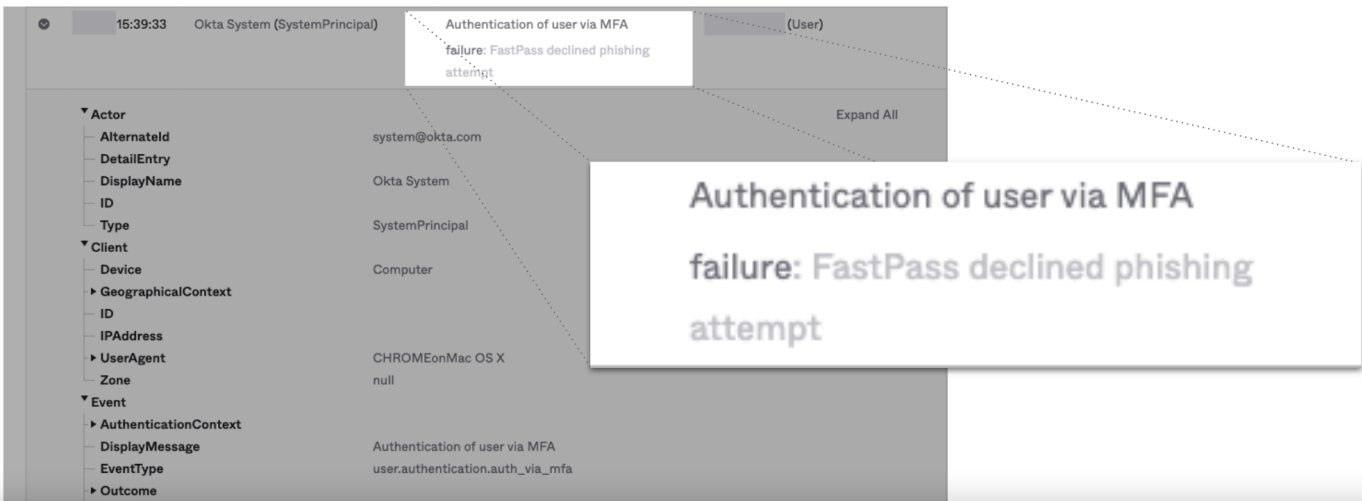 15:39:33 Okta System (SystemPrincipal) Authentication of user via MFA (User)
failure: FastPass declined phishing
attempt
Actor Expand All
AlternateId system@okta.com
DetailEntry
DisplayName Okta System
ID
Type SystemPrincipal
Client
Device Computer
GeographicalContext
ID
IPAddress
UserAgent CHROMEonMac OS X
Zone null
Event
AuthenticationContext
DisplayMessage Authentication of user via MFA
EventType user.authentication.auth_via_mfa
Outcome
Authentication of user via MFA
failure: FastPass declined phishing
attempt